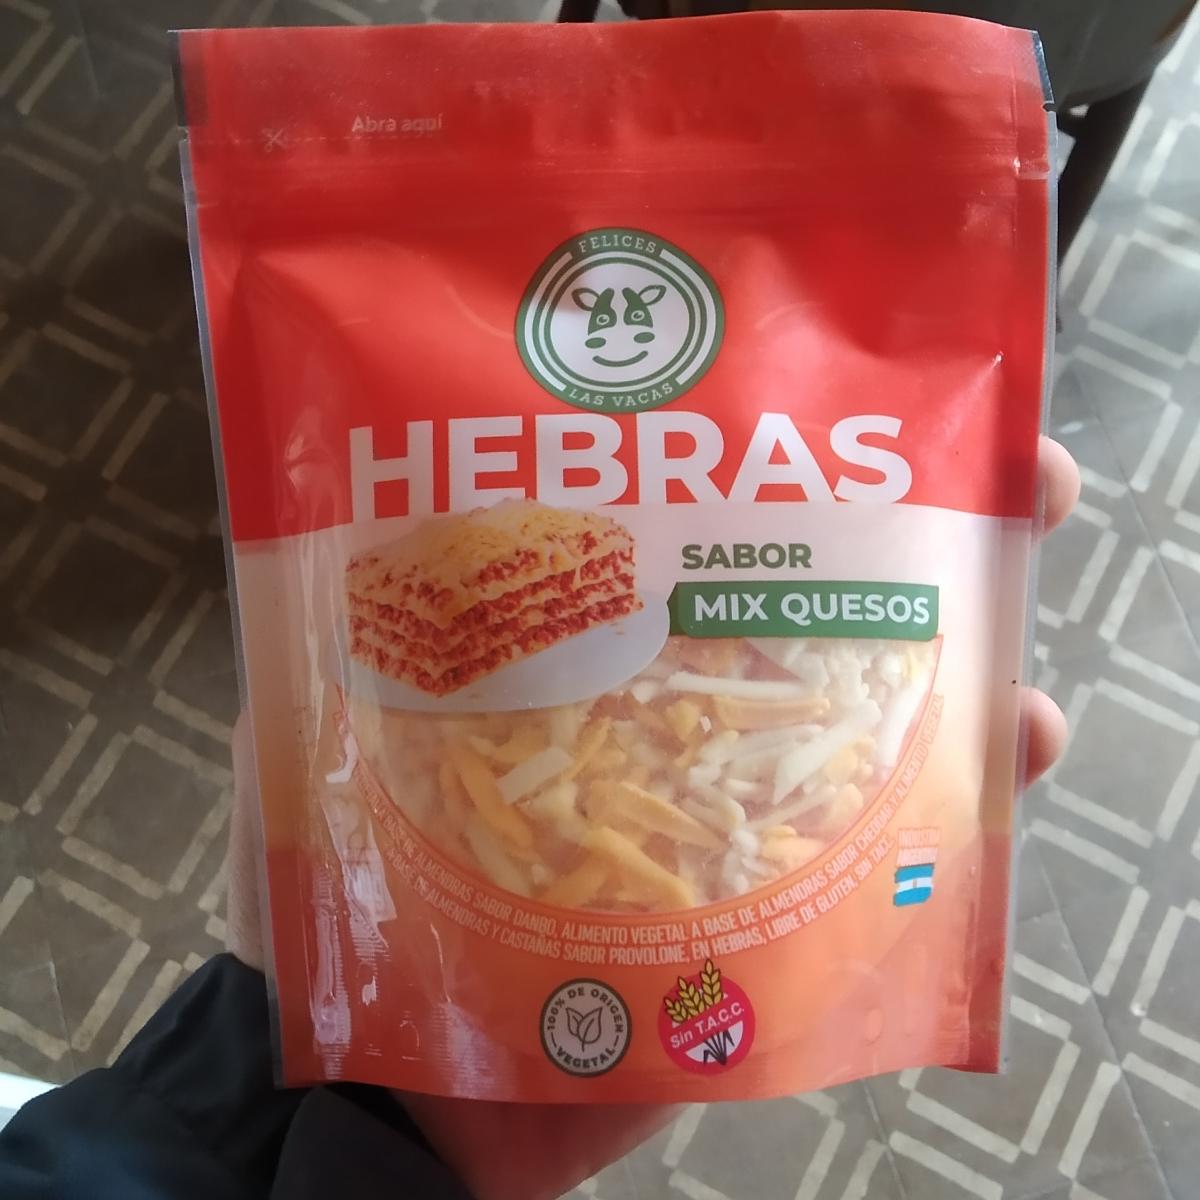 Abra aquí
FELICES
LAS VACAS
HEBRAS
SABOR
MIX QUESOS
BASE DE ALMENDRAS SABOR DANBO, ALIMENTO VEGETAL A BASE DE ALMENDRAS SABOR CHEDDAR Y ALIMENTO VEGETAL
A BASE DE ALMENDRAS Y CASTAÑAS SABOR PROVOLONE, EN HEBRAS, LIBRE DE GLUTEN, SIN TACC.
INDUSTRIA
ARGENTINA
100% DE ORIGEN
VEGETAL
Sin T.A.C.C.